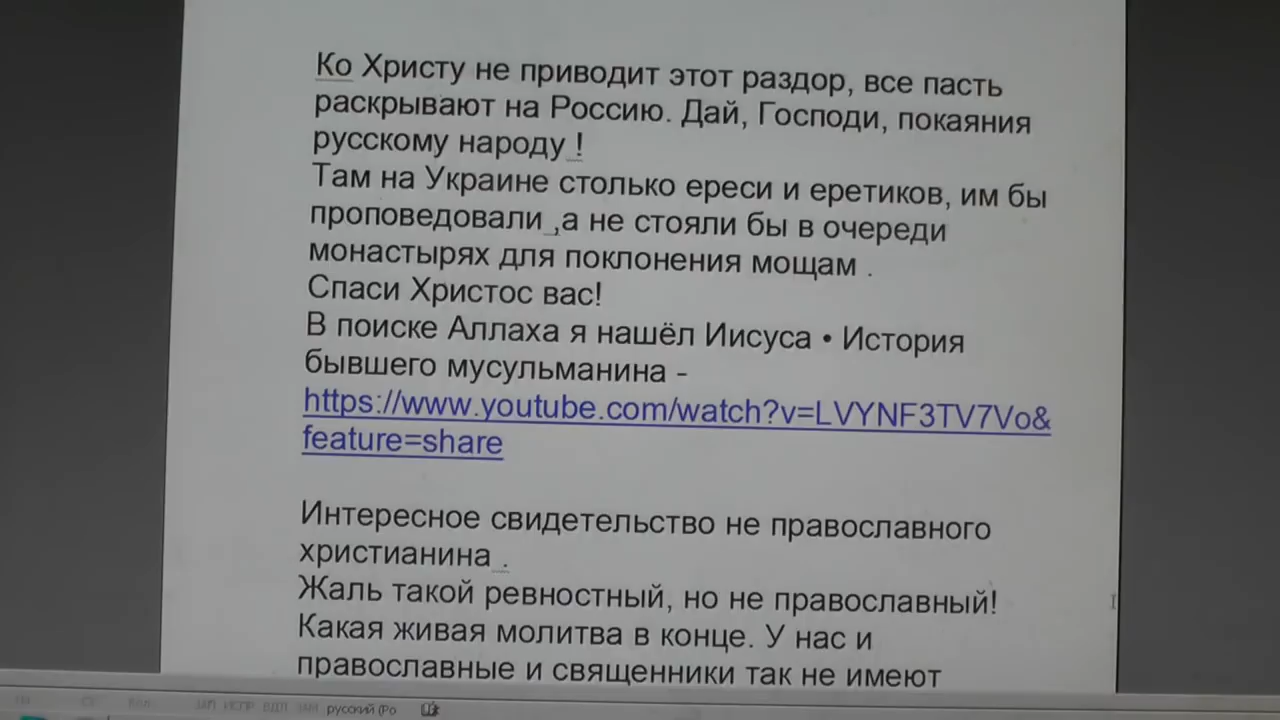 Ко Христу не приводит этот раздор, все пасть
раскрывают на Россию. Дай, Господи, покаяния
русскому народу !
Там на Украине столько ереси и еретиков, им бы
проповедовали ,а не стояли бы в очереди
монастырях для поклонения мощам .
Спаси Христос вас!
В поиске Аллаха я нашёл Иисуса • История
бывшего мусульманина -
https://www.youtube.com/watch?v=LVYNF3TV7Vo&
feature=share
Интересное свидетельство не православного
христианина .
Жаль такой ревностный, но не православный!
Какая живая молитва в конце. У нас и
православные и священники так не имеют
русский (Ро